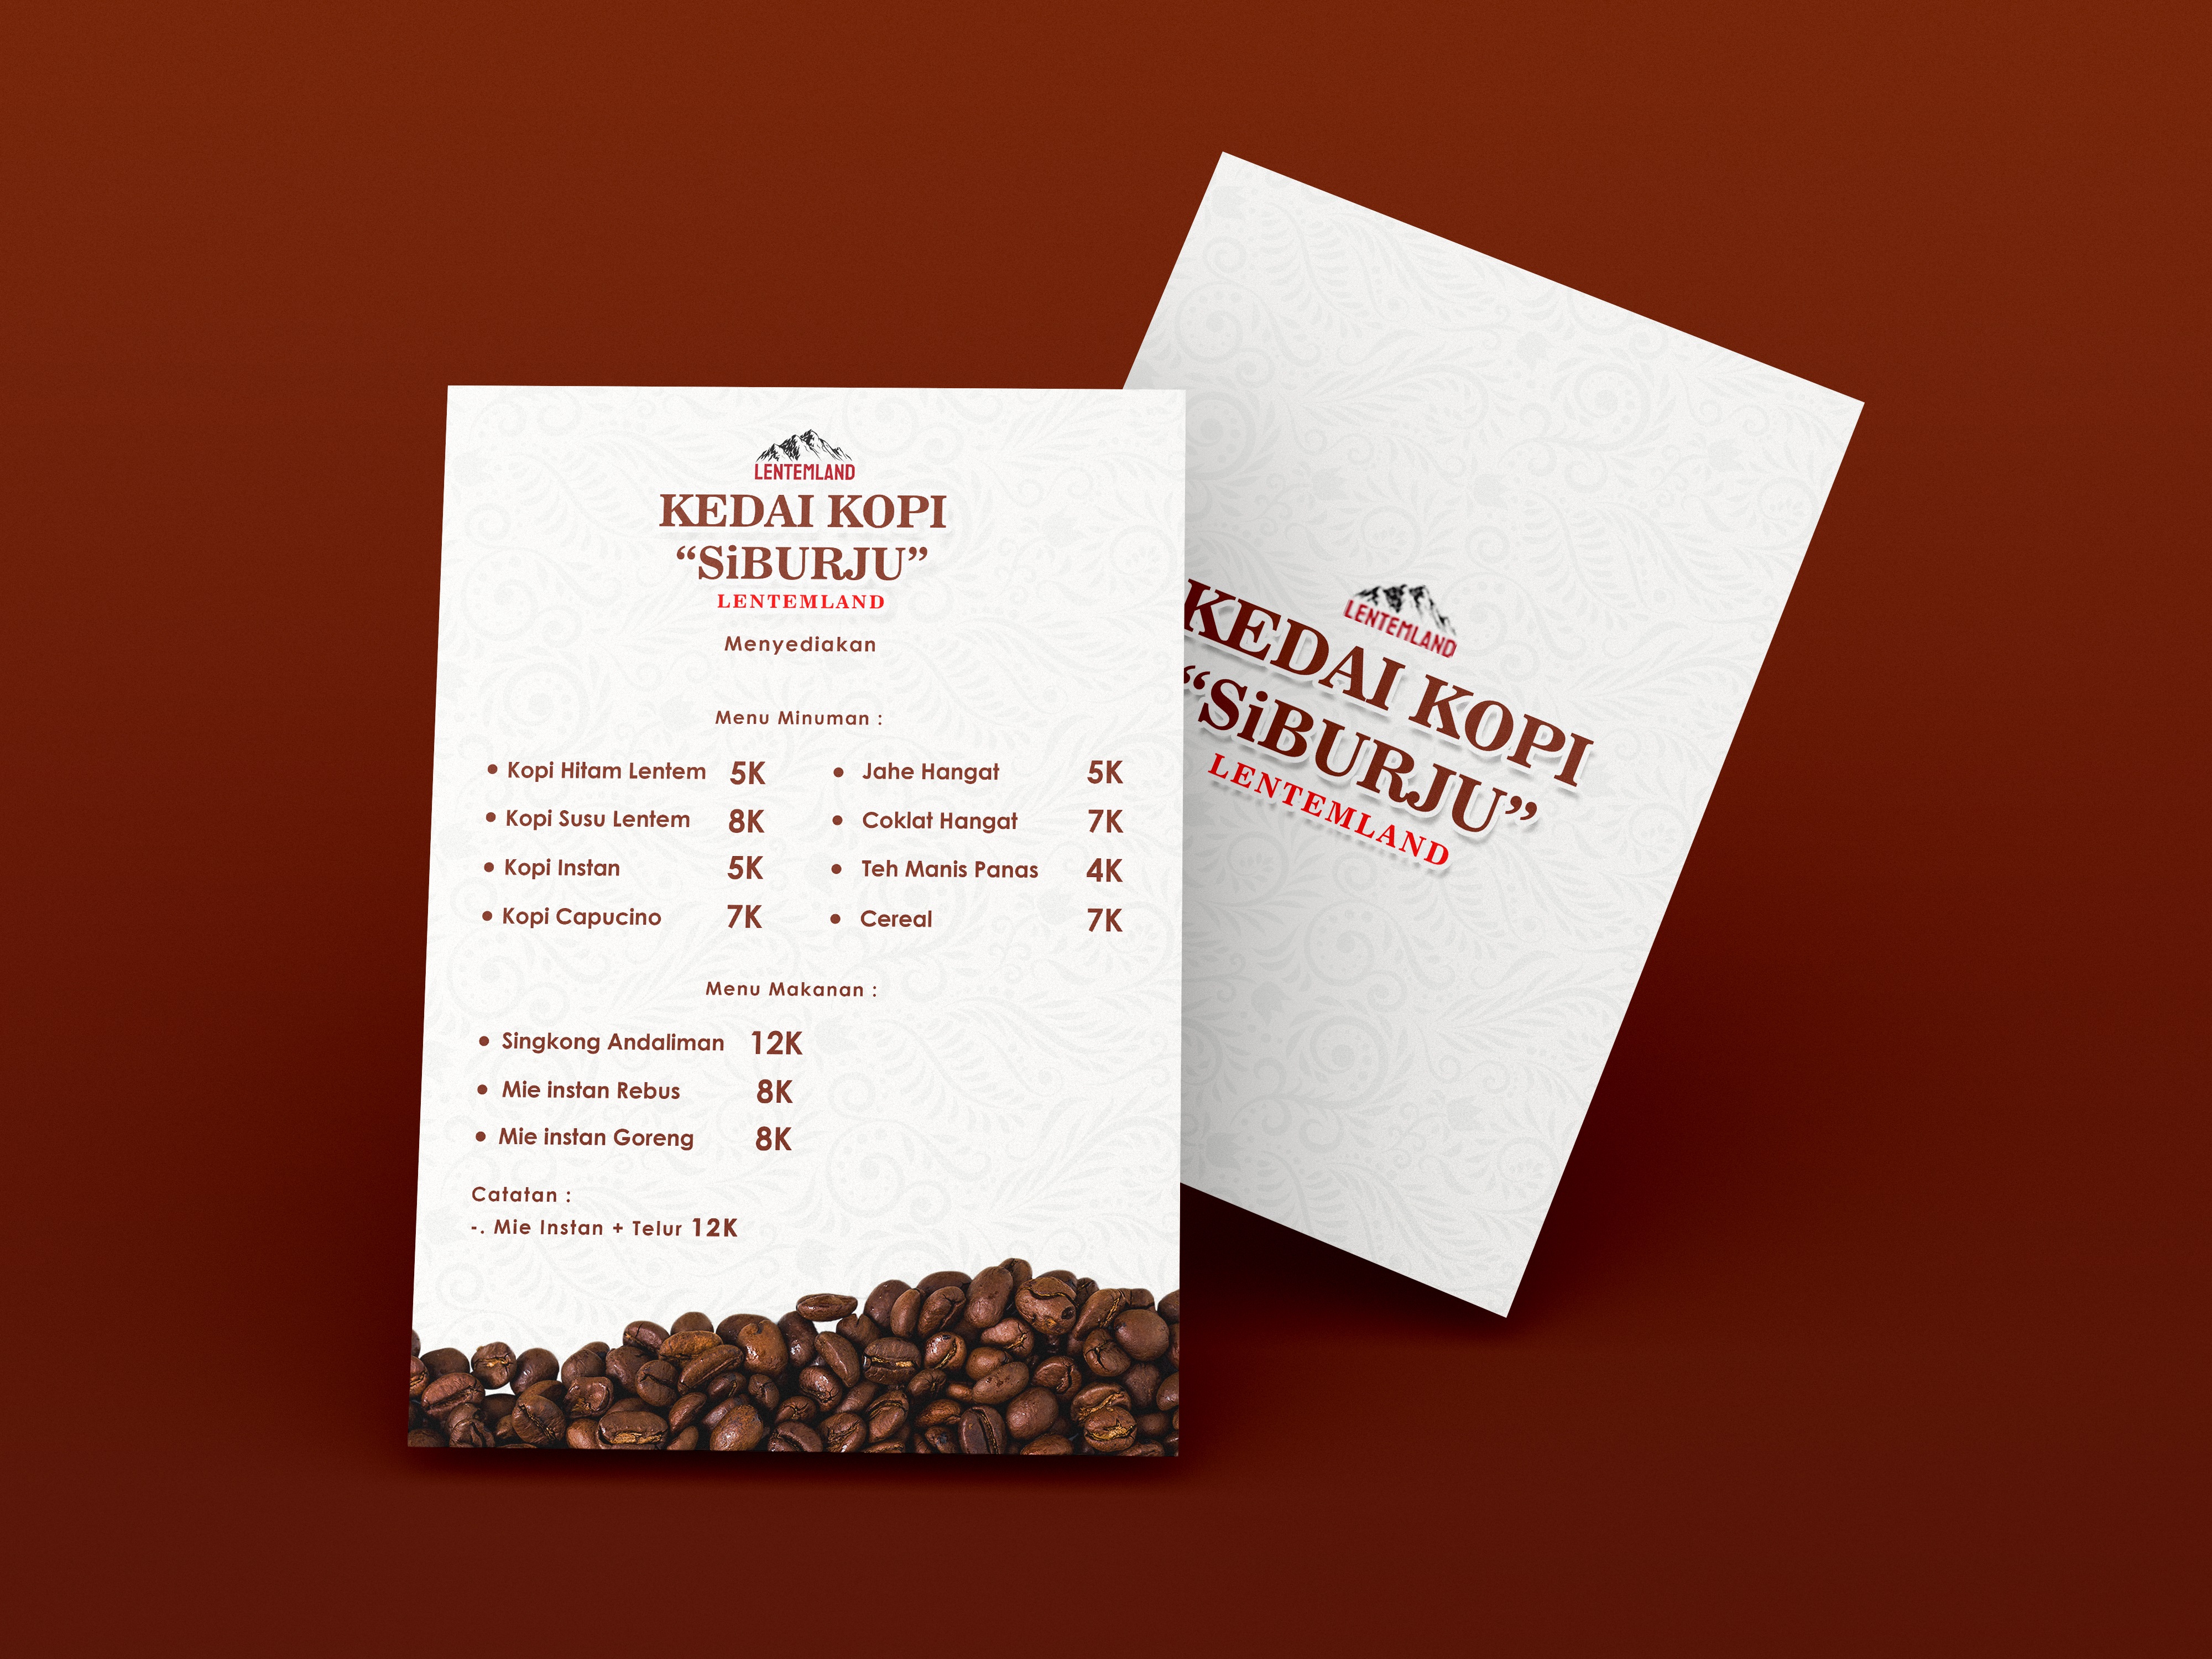 LENTEMLAND
KEDAI KOPI
“SiBURJU”
LENTEMLAND
Menyediakan
Menu Minuman :
• Kopi Hitam Lentem 5K
• Kopi Susu Lentem 8K
• Kopi Instan 5K
• Kopi Capucino 7K
• Jahe Hangat 5K
• Coklat Hangat 7K
• Teh Manis Panas 4K
• Cereal 7K
Menu Makanan :
• Singkong Andaliman 12K
• Mie instan Rebus 8K
• Mie instan Goreng 8K
Catatan :
-. Mie Instan + Telur 12K
LENTEMLAND
KEDAI KOPI
“SiBURJU”
LENTEMLAND